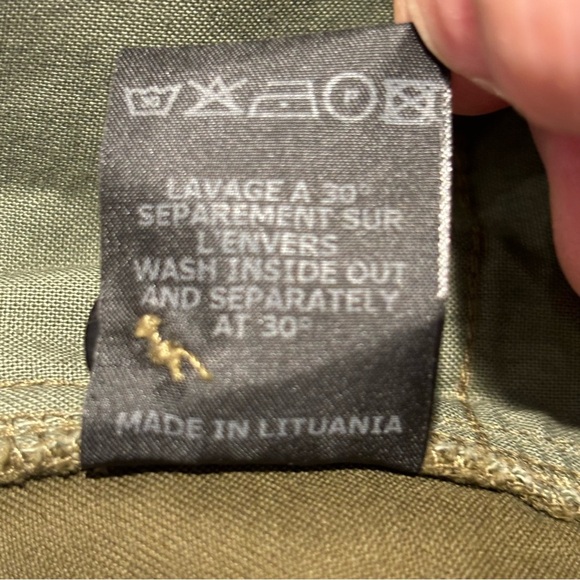 LAVAGE A 30°
SEPAREMENT SUR
L'ENVERS
WASH INSIDE OUT
AND SEPARATELY
AT 30°
MADE IN LITUANIA